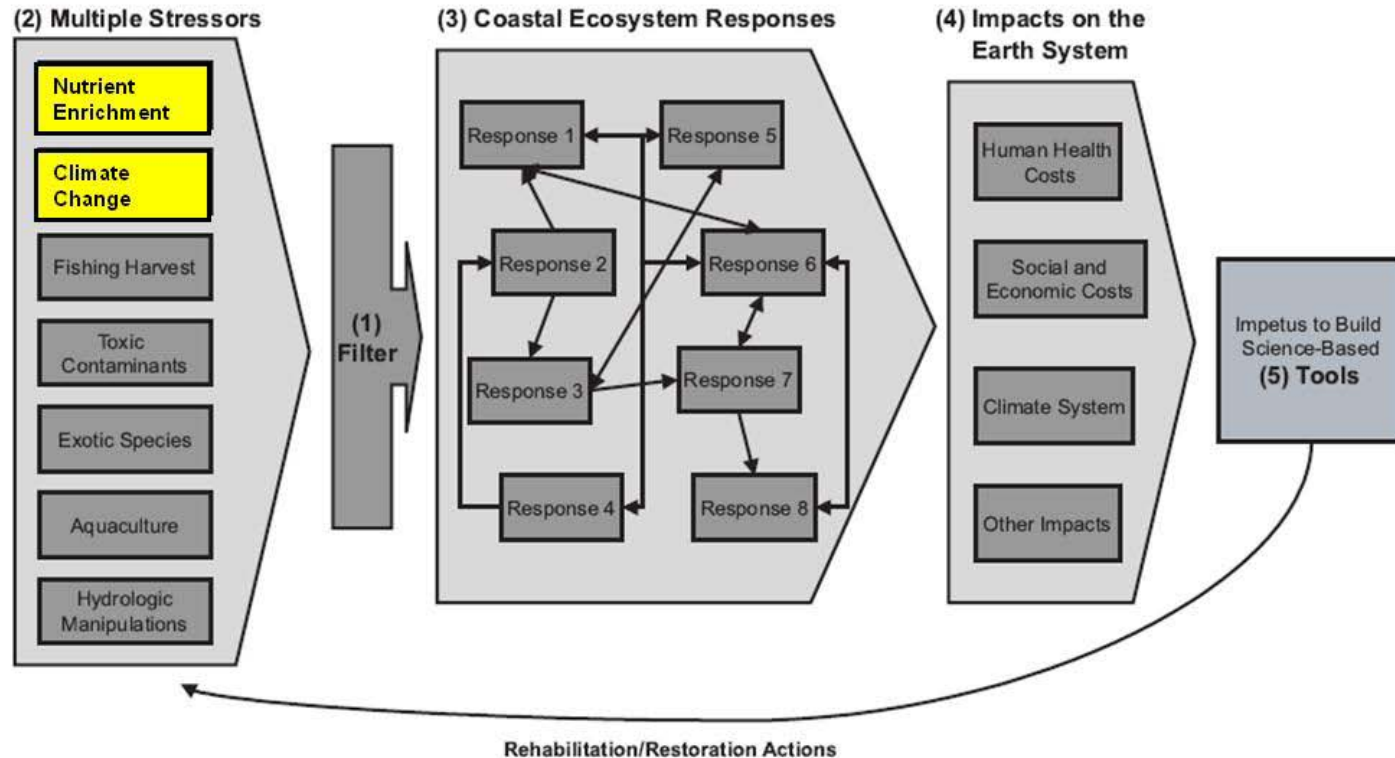 (2) Multiple Stressors
Nutrient
Enrichment
Climate
Change
Fishing Harvest
Toxic
Contaminants
Exotic Species
Aquaculture
Hydrologic
Manipulations
(1)
Filter
(3) Coastal Ecosystem Responses
Response 1
Response 5
Response 2
Response 6
Response 3
Response 7
Response 4
Response 8
(4) Impacts on the
Earth System
Human Health
Costs
Social and
Economic Costs
Climate System
Other Impacts
Impetus to Build
Science-Based
(5) Tools
Rehabilitation/Restoration Actions